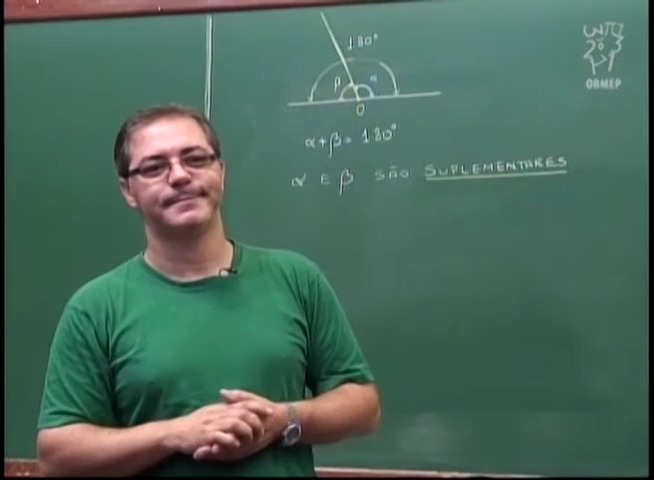 180°
β α
O
α+β = 180°
α E β SÃO SUPLEMENTARES
OBMEP